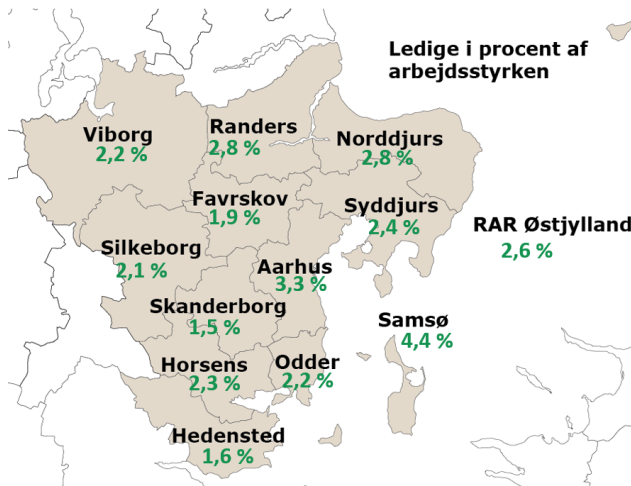 Ledige i procent af
arbejdsstyrken
Viborg
2,2 %
Randers
2,8 %
Norddjurs
2,8 %
Favrskov
1,9 %
Syddjurs
2,4 %
RAR Østjylland
2,6 %
Silkeborg
2,1 %
Aarhus
3,3 %
Skanderborg
1,5 %
Samsø
4,4 %
Horsens
2,3 %
Odder
2,2 %
Hedensted
1,6 %